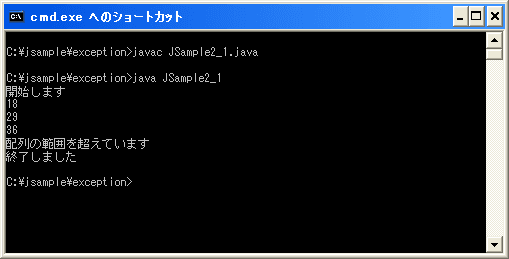 cmd.exe へのショートカット
C:¥jsample¥exception>javac JSample2_1.java
C:¥jsample¥exception>java JSample2_1
開始します
18
29
36
配列の範囲を超えています
終了しました
C:¥jsample¥exception>